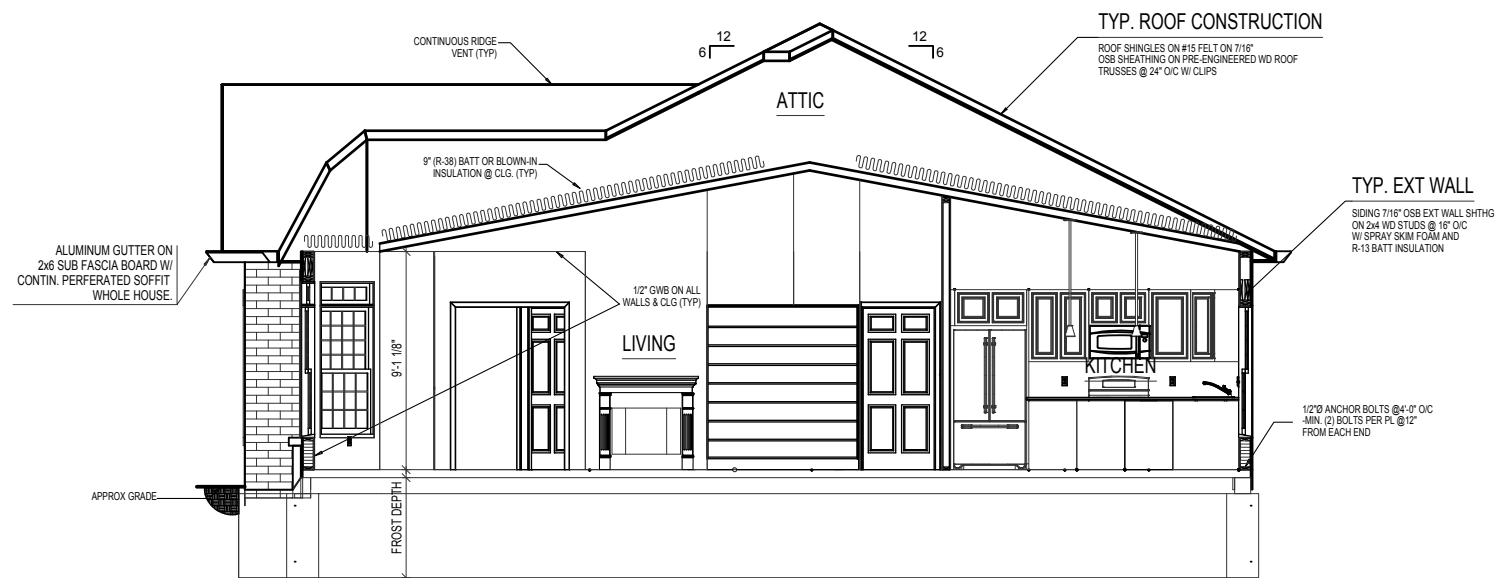 TYP. ROOF CONSTRUCTION
ROOF SHINGLES ON #15 FELT ON 7/16"
OSB SHEATHING ON PRE-ENGINEERED WD ROOF
TRUSSES @ 24" O/C W/ CLIPS
12
6
12
6
CONTINUOUS RIDGE
VENT (TYP)
ATTIC
9" (R-38) BATT OR BLOWN-IN
INSULATION @ CLG. (TYP)
TYP. EXT WALL
SIDING 7/16" OSB EXT WALL SHTHG
ON 2x4 WD STUDS @ 16" O/C
W/ SPRAY SKIM FOAM AND
R-13 BATT INSULATION
ALUMINUM GUTTER ON
2x6 SUB FASCIA BOARD W/
CONTIN. PERFERATED SOFFIT
WHOLE HOUSE.
1/2" GWB ON ALL
WALLS & CLG (TYP)
9'-1 1/8"
LIVING
KITCHEN
1/2"Ø ANCHOR BOLTS @4'-0" O/C
-MIN. (2) BOLTS PER PL @12"
FROM EACH END
APPROX GRADE
FROST DEPTH